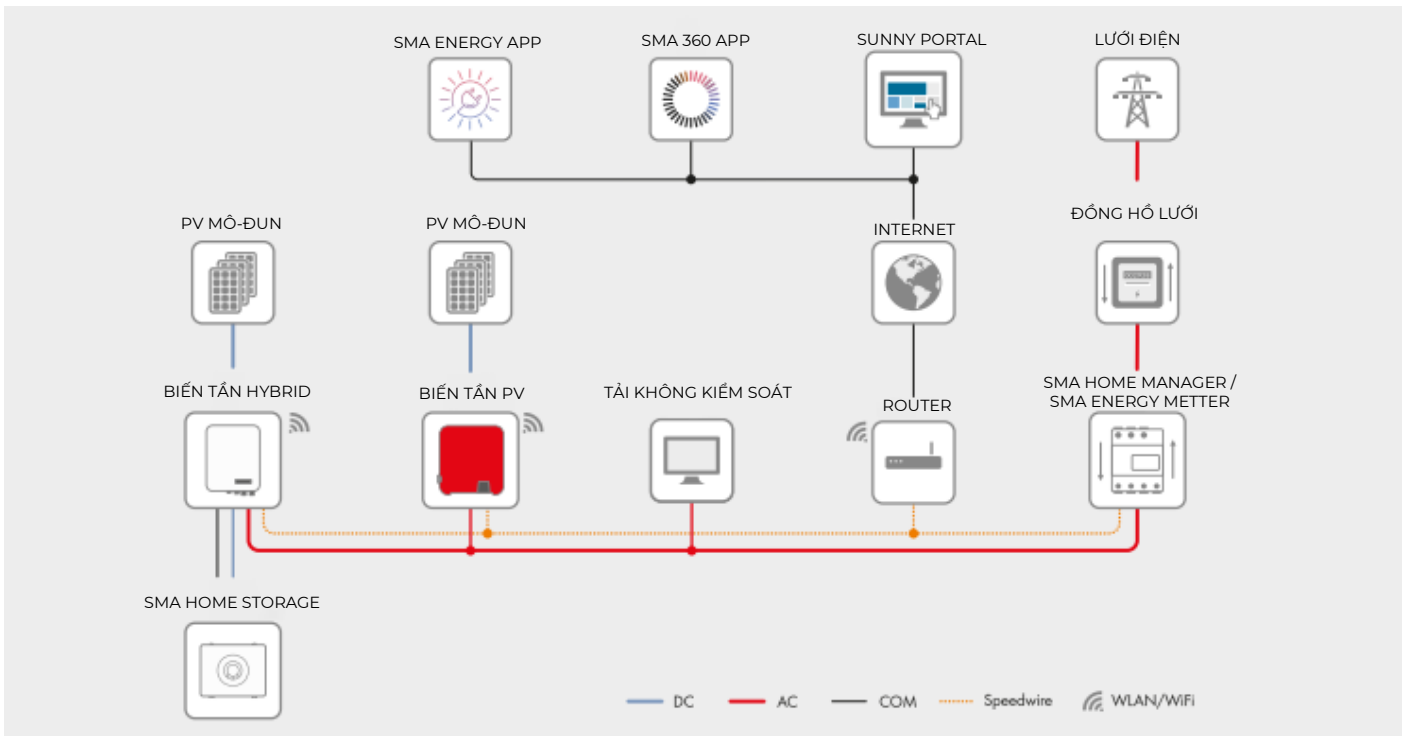 SMA ENERGY APP
SMA 360 APP
SUNNY PORTAL
LƯỚI ĐIỆN
PV MÔ-ĐUN
PV MÔ-ĐUN
INTERNET
ĐỒNG HỒ LƯỚI
BIẾN TẦN HYBRID
BIẾN TẦN PV
TẢI KHÔNG KIỂM SOÁT
ROUTER
SMA HOME MANAGER /
SMA ENERGY METTER
SMA HOME STORAGE
DC
AC
COM
Speedwire
WLAN/WiFi